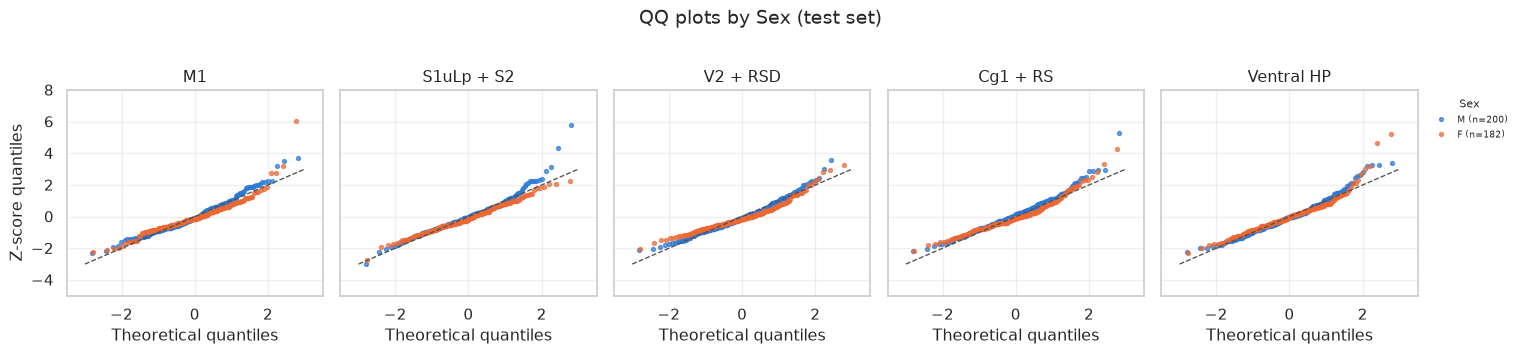 QQ plots by Sex (test set)
M1
S1uLp + S2
V2 + RSD
Cg1 + RS
Ventral HP
Z-score quantiles
8
6
4
2
0
−2
−4
−2 0 2
−2 0 2
−2 0 2
−2 0 2
−2 0 2
Theoretical quantiles
Theoretical quantiles
Theoretical quantiles
Theoretical quantiles
Theoretical quantiles
Sex
M (n=200)
F (n=182)